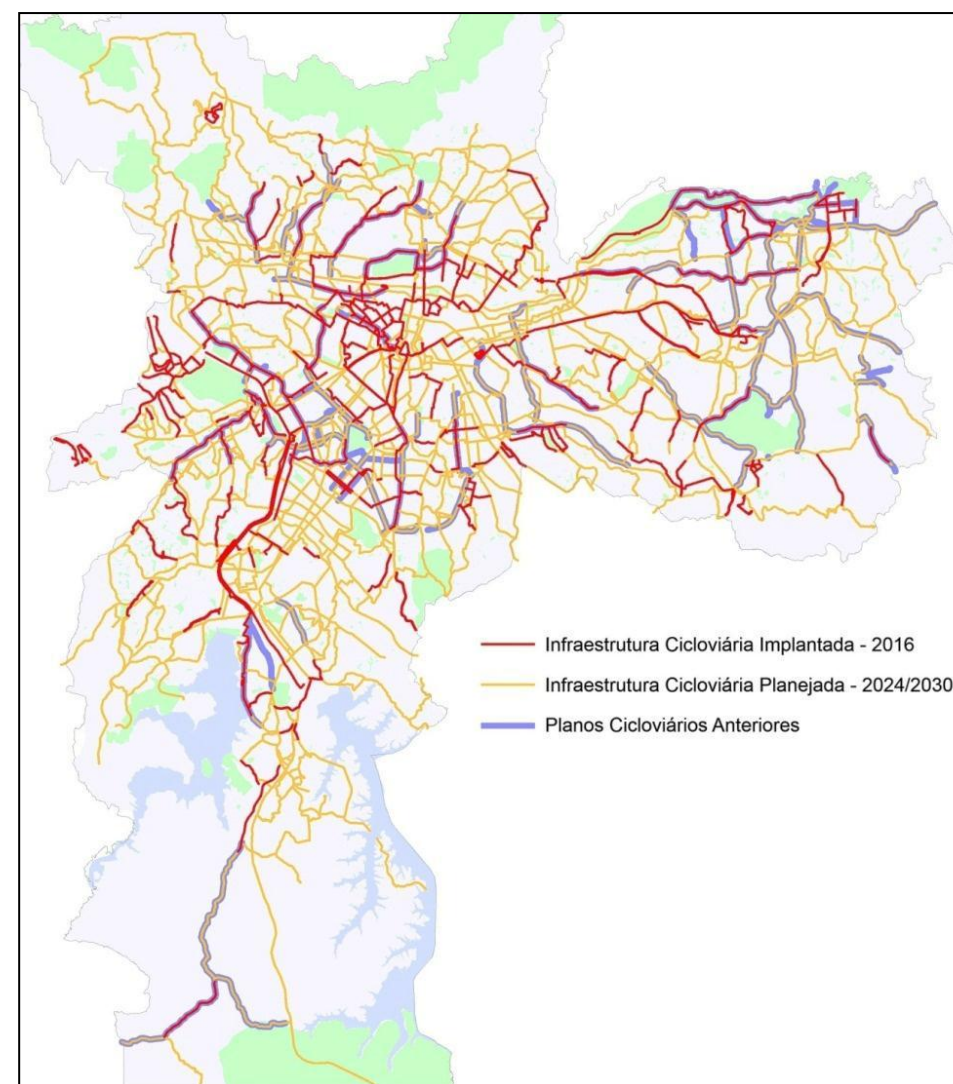 Infraestrutura Cicloviária Implantada - 2016
Infraestrutura Cicloviária Planejada - 2024/2030
Planos Cicloviários Anteriores